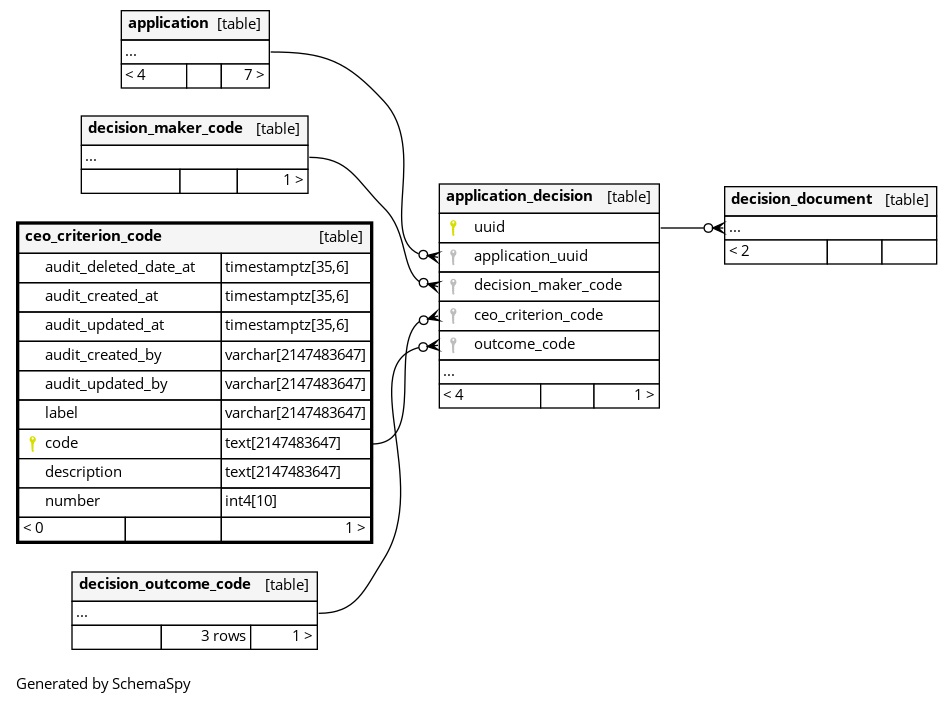 application [table]
...
< 4 7 >
decision_maker_code [table]
...
1 >
ceo_criterion_code [table]
audit_deleted_date_at timestamptz[35,6]
audit_created_at timestamptz[35,6]
audit_updated_at timestamptz[35,6]
audit_created_by varchar[2147483647]
audit_updated_by varchar[2147483647]
label varchar[2147483647]
code text[2147483647]
description text[2147483647]
number int4[10]
< 0 1 >
decision_outcome_code [table]
...
3 rows 1 >
application_decision [table]
uuid
application_uuid
decision_maker_code
ceo_criterion_code
outcome_code
...
< 4 1 >
decision_document [table]
...
< 2
Generated by SchemaSpy